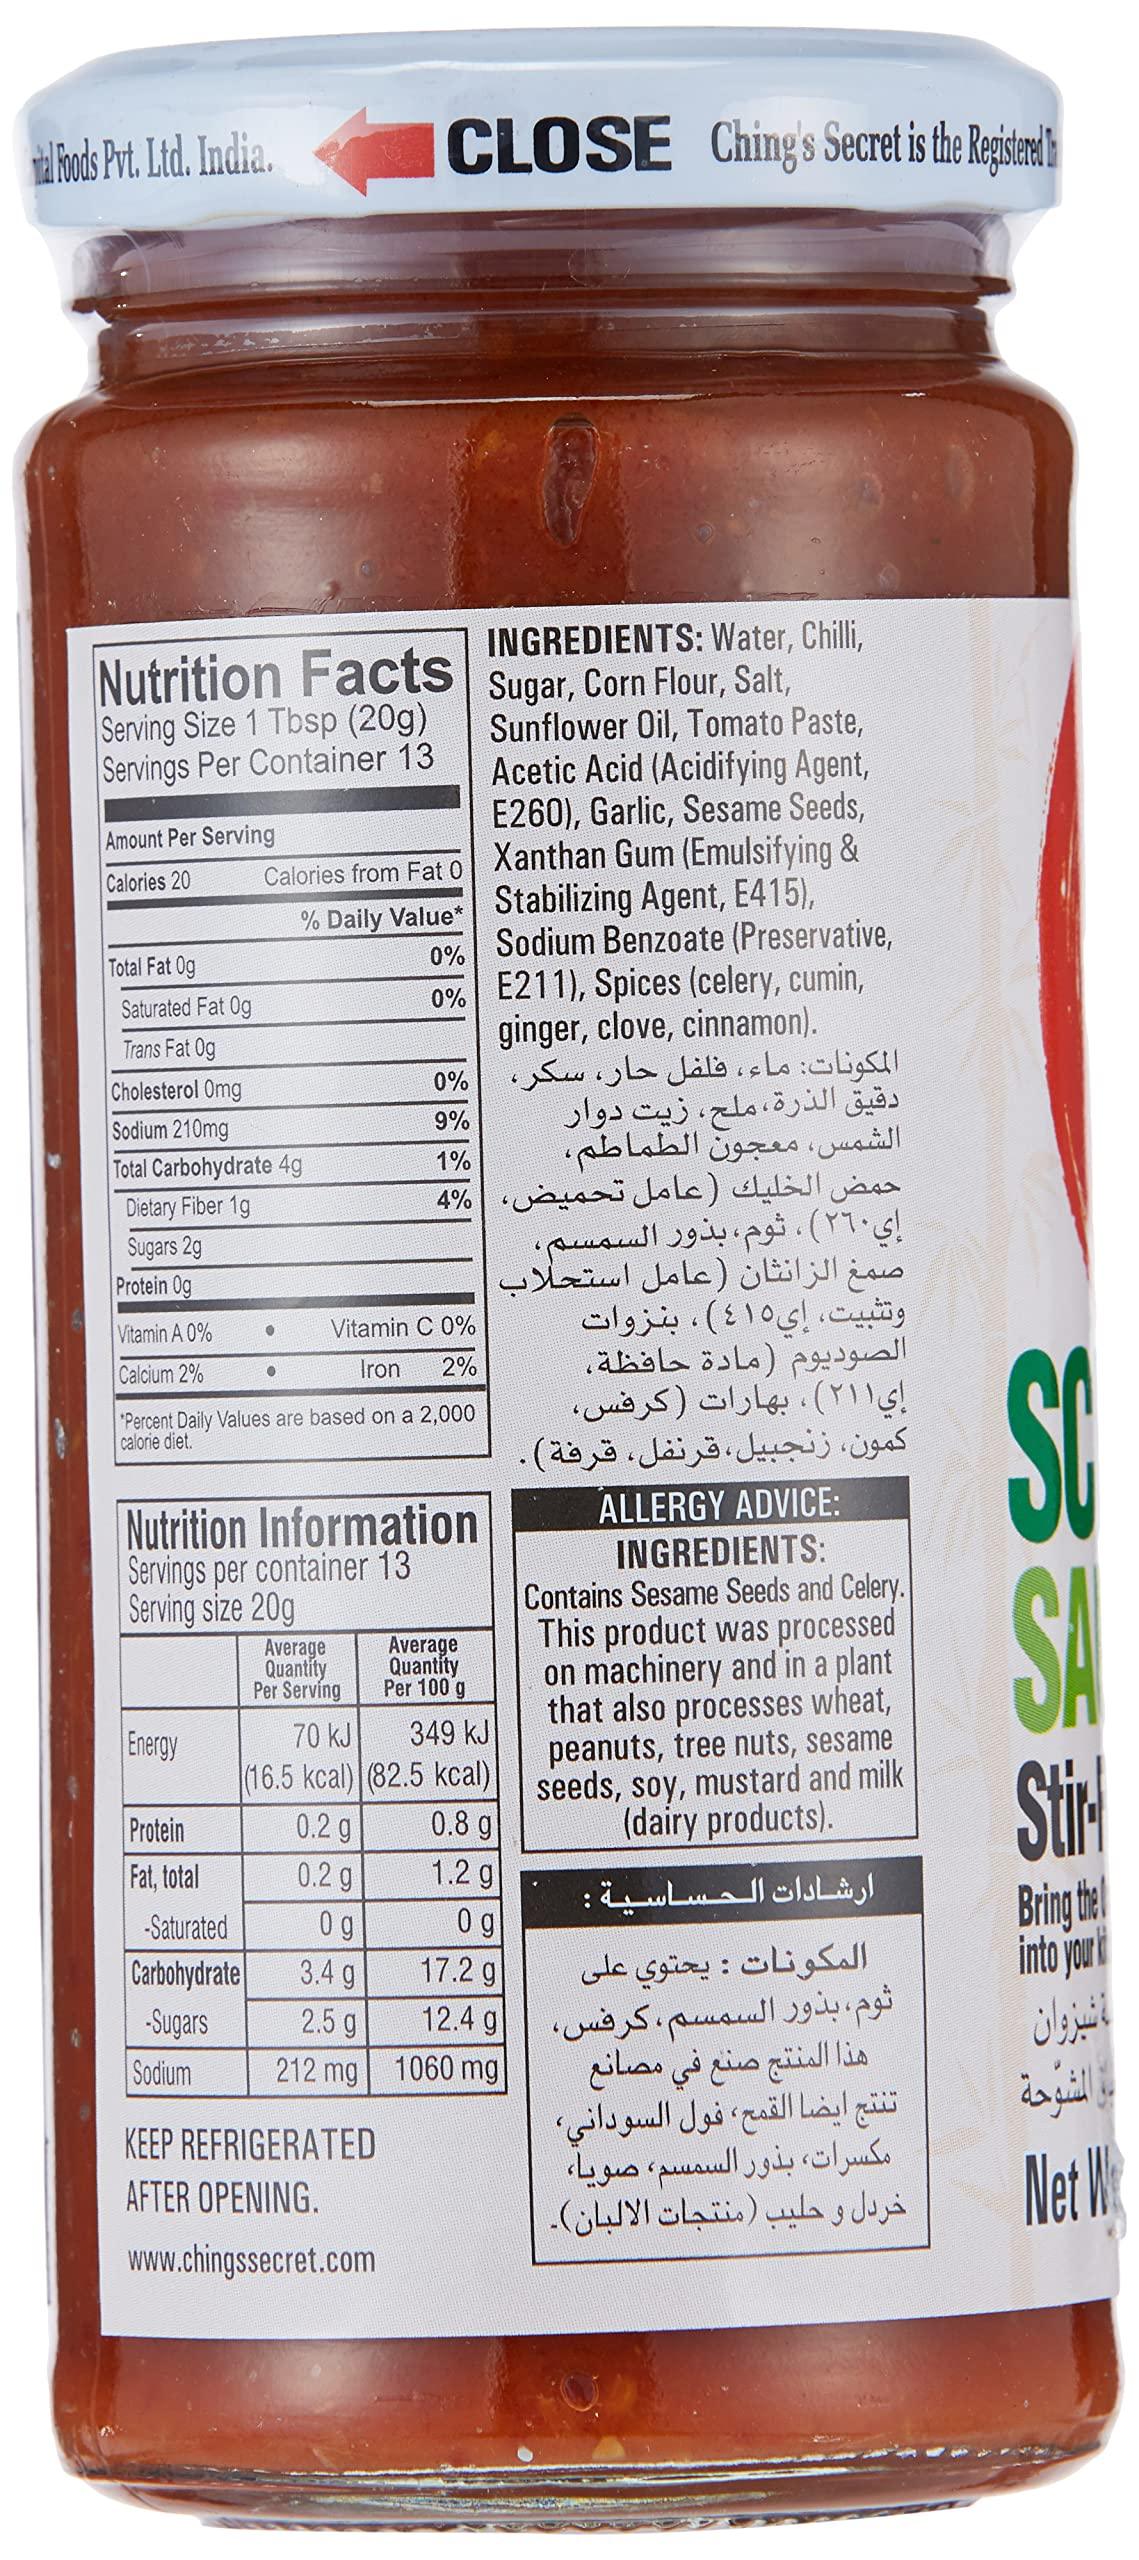 Foods Pvt. Ltd. India.
CLOSE
Ching's Secret is the Registered
Nutrition Facts
Serving Size 1 Tbsp (20g)
Servings Per Container 13
Amount Per Serving
Calories 20 Calories from Fat 0
% Daily Value*
Total Fat 0g 0%
Saturated Fat 0g 0%
Trans Fat 0g
Cholesterol 0mg 0%
Sodium 210mg 9%
Total Carbohydrate 4g 1%
Dietary Fiber 1g 4%
Sugars 2g
Protein 0g
Vitamin A 0% • Vitamin C 0%
Calcium 2% • Iron 2%
*Percent Daily Values are based on a 2,000
calorie diet.
Nutrition Information
Servings per container 13
Serving size 20g
Average Quantity Per Serving Average Quantity Per 100 g
Energy 70 kJ 349 kJ
(16.5 kcal) (82.5 kcal)
Protein 0.2 g 0.8 g
Fat, total 0.2 g 1.2 g
-Saturated 0 g 0 g
Carbohydrate 3.4 g 17.2 g
-Sugars 2.5 g 12.4 g
Sodium 212 mg 1060 mg
KEEP REFRIGERATED
AFTER OPENING.
www.chingssecret.com
INGREDIENTS: Water, Chilli,
Sugar, Corn Flour, Salt,
Sunflower Oil, Tomato Paste,
Acetic Acid (Acidifying Agent,
E260), Garlic, Sesame Seeds,
Xanthan Gum (Emulsifying &
Stabilizing Agent, E415),
Sodium Benzoate (Preservative,
E211), Spices (celery, cumin,
ginger, clove, cinnamon).
المكونات: ماء، فلفل حار، سكر،
دقيق الذرة، ملح، زيت دوار
الشمس، معجون الطماطم،
حمض الخليك (عامل تحميض،
إي٢٦٠)، ثوم، بذور السمسم،
صمغ الزانثان (عامل استحلاب
وتثبيت، إي٤١٥)، بنزوات
الصوديوم (مادة حافظة،
إي٢١١)، بهارات (كرفس،
كمون، زنجبيل، قرنفل، قرفة).
ALLERGY ADVICE:
INGREDIENTS:
Contains Sesame Seeds and Celery.
This product was processed
on machinery and in a plant
that also processes wheat,
peanuts, tree nuts, sesame
seeds, soy, mustard and milk
(dairy products).
ارشادات الحساسية :
المكونات : يحتوي على
ثوم، بذور السمسم، كرفس،
هذا المنتج صنع في مصانع
تنتج ايضا القمح، فول السوداني،
مكسرات، بذور السمسم، صويا،
خردل و حليب (منتجات الالبان).
SC
SA
Stir-
Bring the
into your
شيزوان
المشوّحة
Net